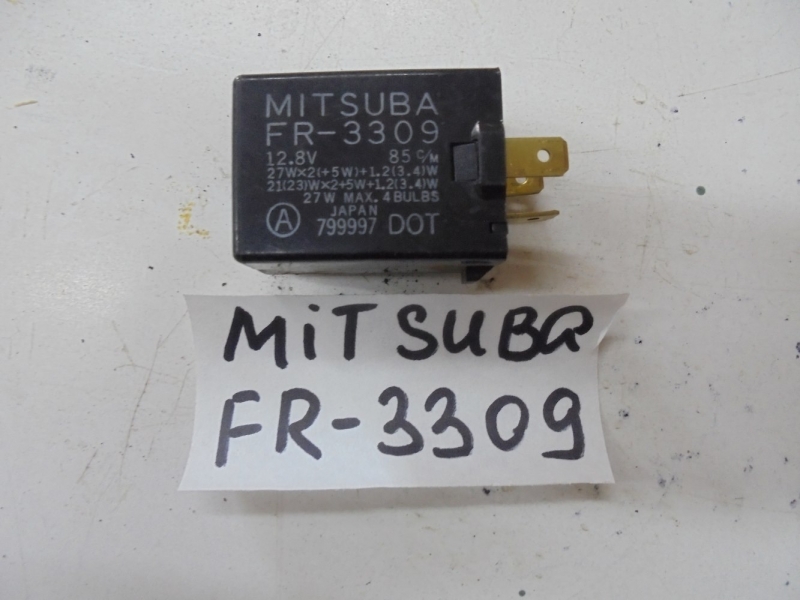 MITSUBA
FR-3309
12.8V 85 C/M
27W×2(+5W)+1.2(3.4)W
21(23)W×2+5W+1.2(3.4)W
27W MAX. 4BULBS
JAPAN
A 799997 DOT
MiTSUBA
FR-3309